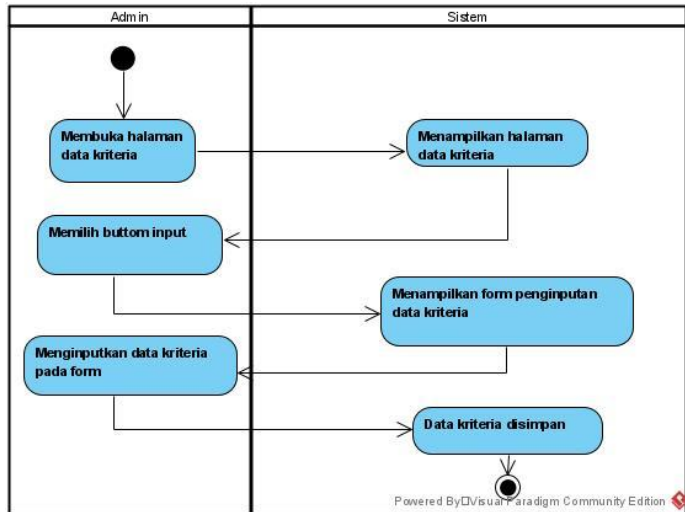 Admin
Sistem
Membuka halaman
data kriteria
Menampilkan halaman
data kriteria
Memilih buttom input
Menampilkan form penginputan
data kriteria
Menginputkan data kriteria
pada form
Data kriteria disimpan
Powered By□Visual Paradigm Community Edition